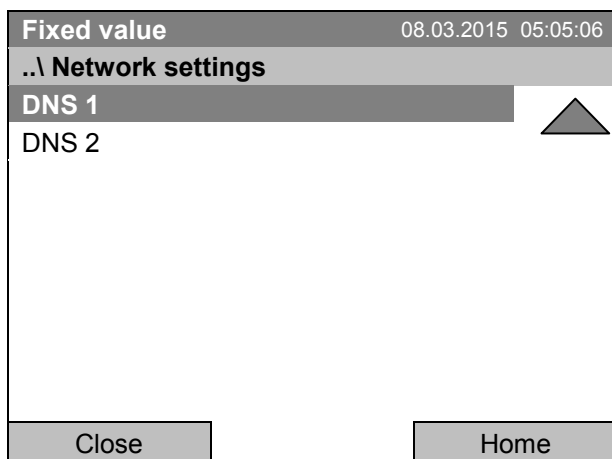 Fixed value 08.03.2015 05:05:06
..\ Network settings
DNS 1
DNS 2
Close Home